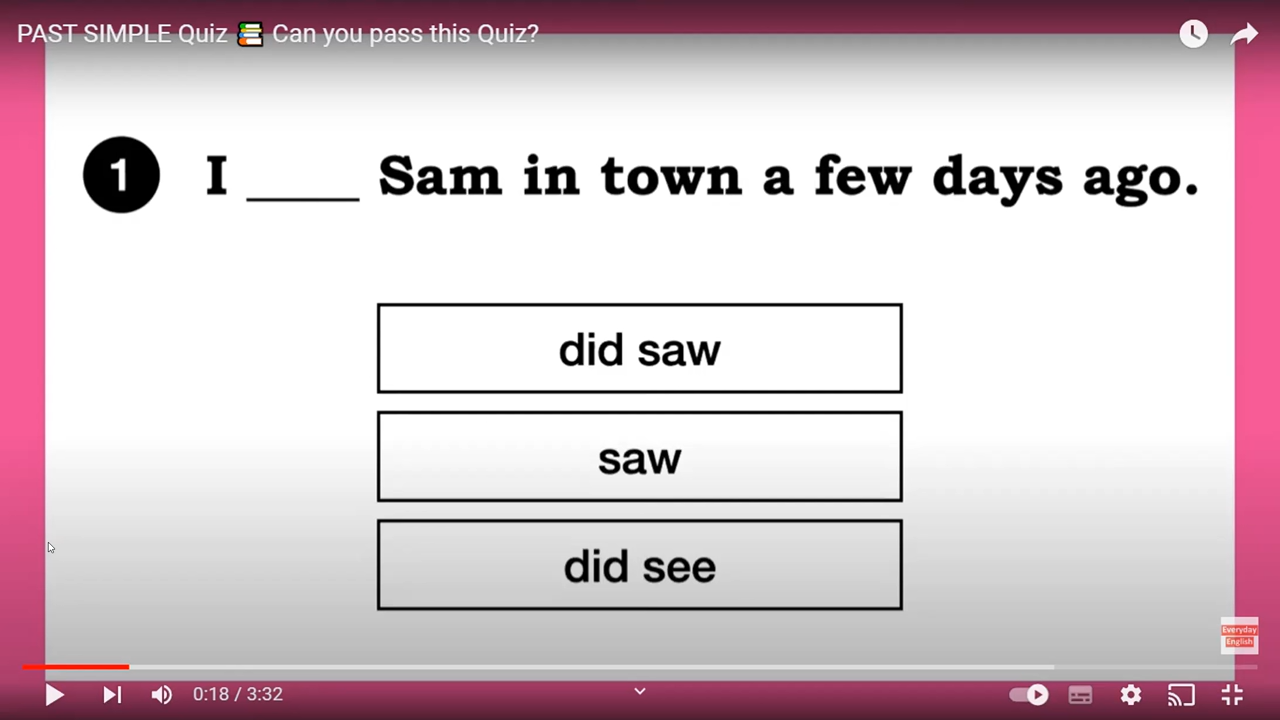 PAST SIMPLE Quiz 📚 Can you pass this Quiz?
1 I ____ Sam in town a few days ago.
did saw
saw
did see
Everyday
English
0:18 / 3:32